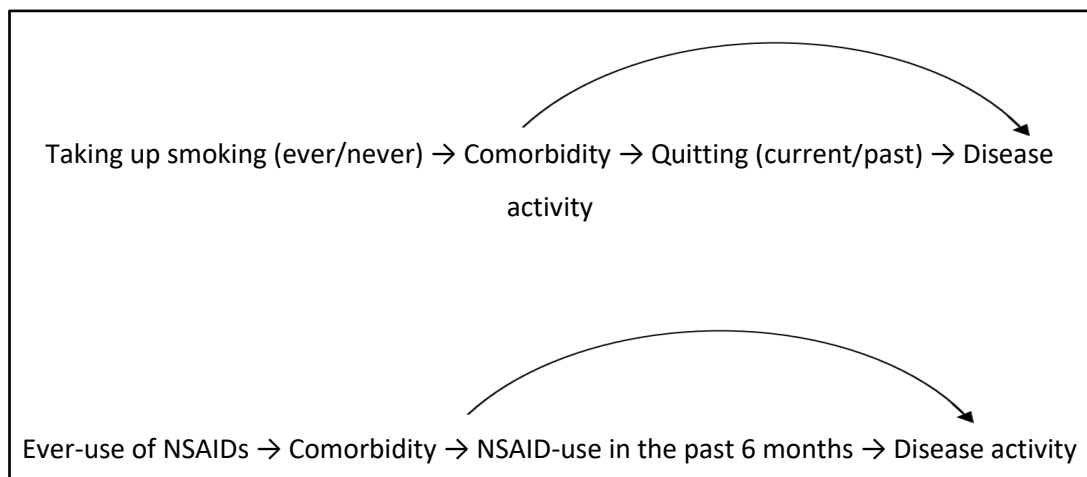 Taking up smoking (ever/never) → Comorbidity → Quitting (current/past) → Disease
activity
Ever-use of NSAIDs → Comorbidity → NSAID-use in the past 6 months → Disease activity